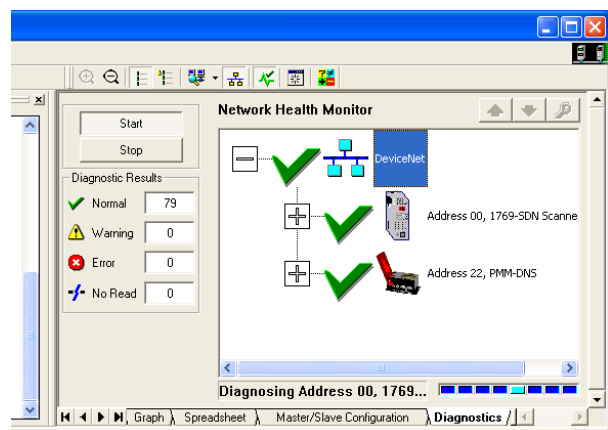 Start
Stop
Diagnostic Results
Normal 79
Warning 0
Error 0
No Read 0
Network Health Monitor
DeviceNet
Address 00, 1769-SDN Scanne
Address 22, PMM-DNS
Diagnosing Address 00, 1769...
Graph Spreadsheet Master/Slave Configuration Diagnostics